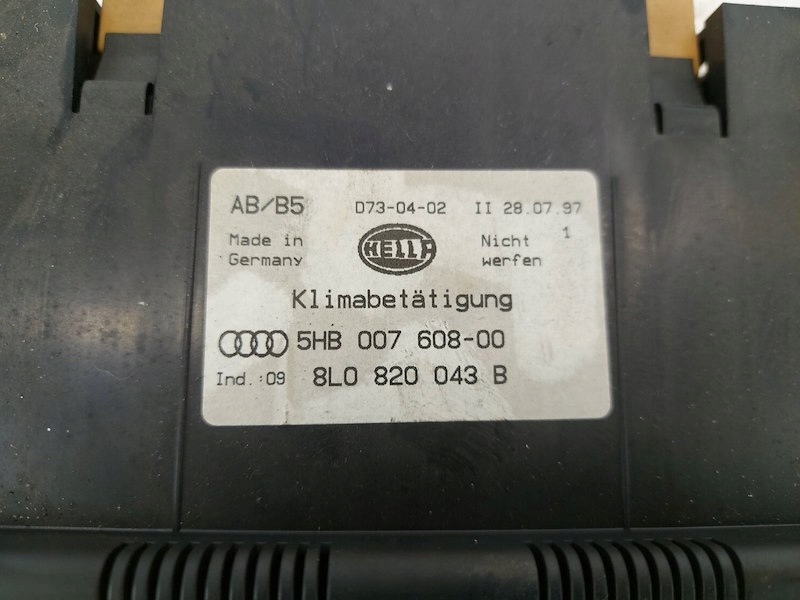 AB/B5 D73-04-02 II 28.07.97
Made in Germany HELLA Nicht werfen 1
Klimabetätigung
5HB 007 608-00
Ind.:09 8L0 820 043 B